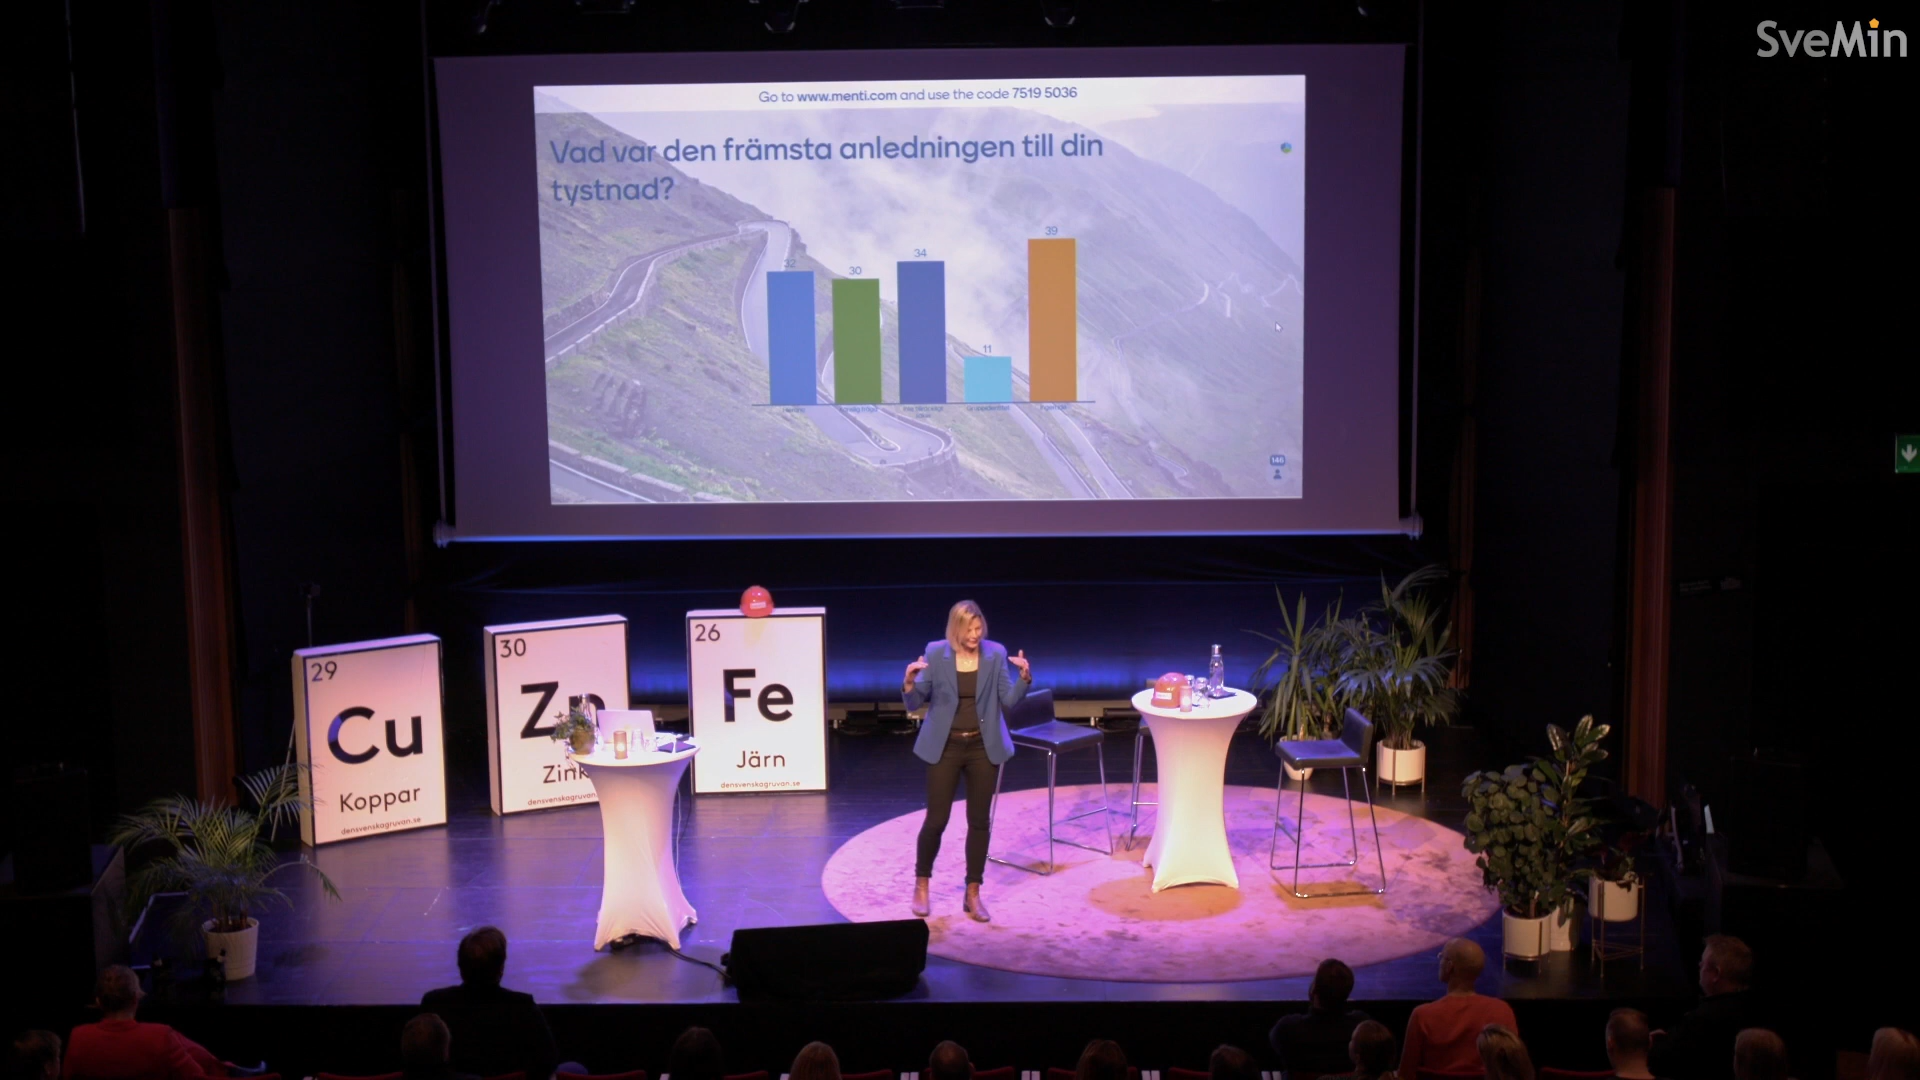 SveMin
Go to www.menti.com and use the code 7519 5036
Vad var den främsta anledningen till din
tystnad?
32
30
34
11
39
146
29
Cu
Koppar
densvenskagruvan.se
30
Zn
Zink
densvenskagruvan.
26
Fe
Järn
densvenskagruvan.se